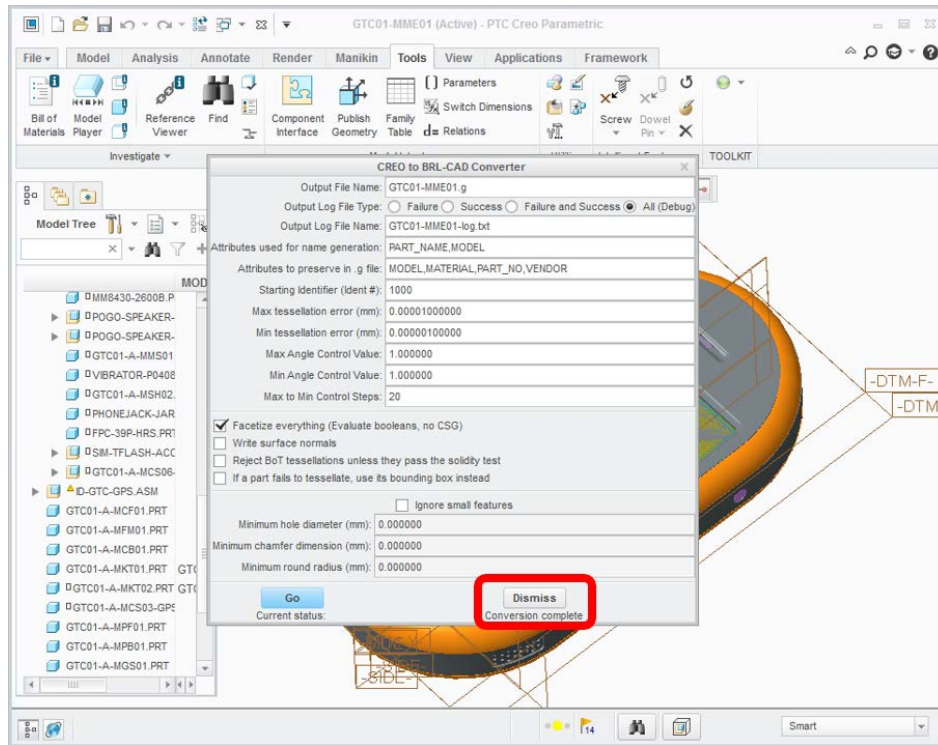 GTC01-MME01 (Active) - PTC Creo Parametric
File Model Analysis Annotate Render Manikin Tools View Applications Framework
Bill of Materials
Model Player
Reference Viewer
Find
Component Interface
Publish Geometry
Family Table
[ ] Parameters
Switch Dimensions
d= Relations
Screw
Dowel Pin
Investigate
TOOLKIT
CREO to BRL-CAD Converter
Output File Name: GTC01-MME01.g
Output Log File Type: Failure Success Failure and Success All (Debug)
Output Log File Name: GTC01-MME01-log.txt
Attributes used for name generation: PART_NAME,MODEL
Attributes to preserve in .g file: MODEL,MATERIAL,PART_NO,VENDOR
Starting Identifier (Ident #): 1000
Max tessellation error (mm): 0.00001000000
Min tessellation error (mm): 0.00000100000
Max Angle Control Value: 1.000000
Min Angle Control Value: 1.000000
Max to Min Control Steps: 20
Facetize everything (Evaluate booleans, no CSG)
Write surface normals
Reject BoT tessellations unless they pass the solidity test
If a part fails to tessellate, use its bounding box instead
Ignore small features
Minimum hole diameter (mm): 0.000000
Minimum chamfer dimension (mm): 0.000000
Minimum round radius (mm): 0.000000
Go Dismiss
Current status: Conversion complete
Model Tree
MOD
MM8430-2600B.P
POGO-SPEAKER-
POGO-SPEAKER-
GTC01-A-MMS01
VIBRATOR-P0408
GTC01-A-MSH02.
PHONEJACK-JAR
FPC-39P-HRS.PRT
SIM-TFLASH-ACC
GTC01-A-MCS06-
ID-GTC-GPS.ASM
GTC01-A-MCF01.PRT
GTC01-A-MFM01.PRT
GTC01-A-MCB01.PRT
GTC01-A-MKT01.PRT GTC
GTC01-A-MKT02.PRT GTC
GTC01-A-MCS03-GPS
GTC01-A-MPF01.PRT
GTC01-A-MPB01.PRT
GTC01-A-MGS01.PRT
-DTM-F-
-DTM
-SIDE-
14
Smart